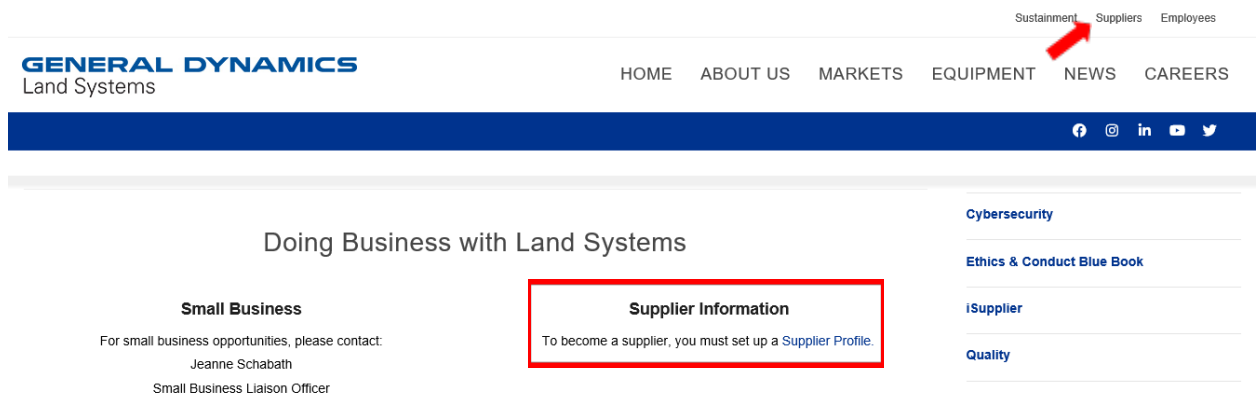 Sustainment Suppliers Employees
GENERAL DYNAMICS
Land Systems
HOME ABOUT US MARKETS EQUIPMENT NEWS CAREERS
Doing Business with Land Systems
Small Business
For small business opportunities, please contact:
Jeanne Schabath
Small Business Liaison Officer
Supplier Information
To become a supplier, you must set up a Supplier Profile.
Cybersecurity
Ethics & Conduct Blue Book
iSupplier
Quality